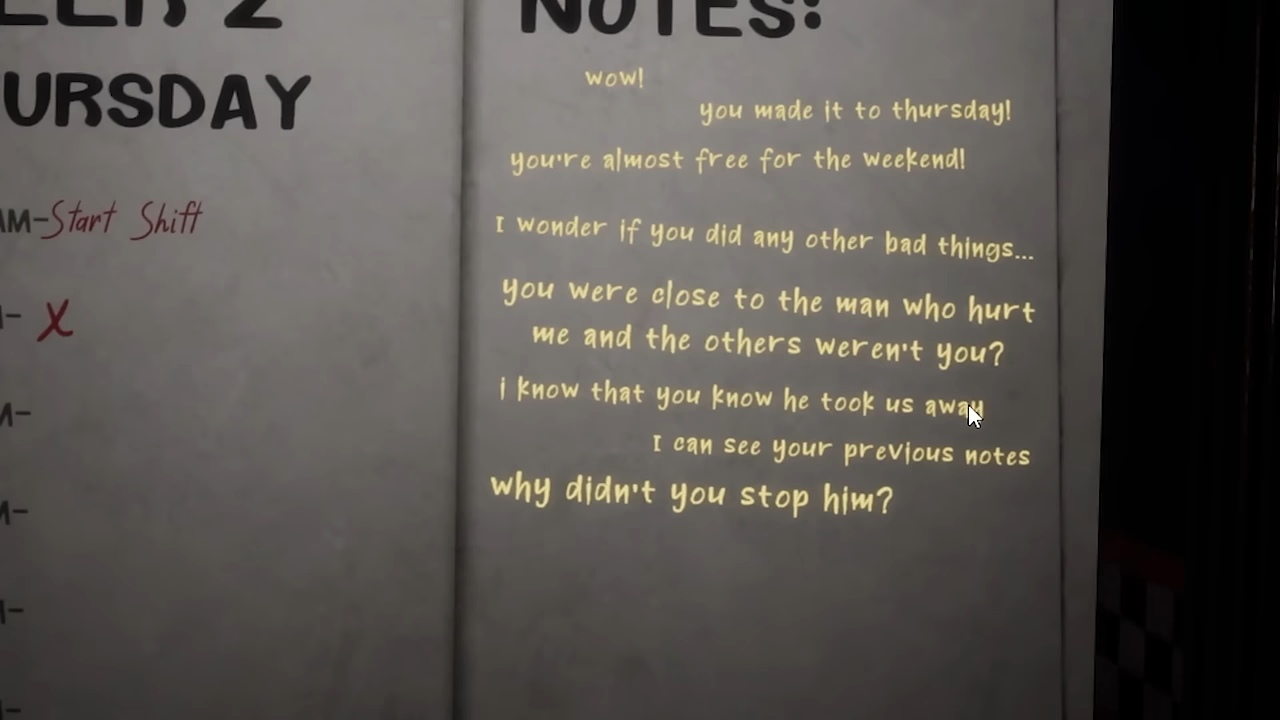 2
URSDAY
AM-Start Shift
- X
M-
M-
M-
M-
NOTES:
wow!
you made it to thursday!
you're almost free for the weekend!
I wonder if you did any other bad things...
you were close to the man who hurt
me and the others weren't you?
i know that you know he took us away
I can see your previous notes
why didn't you stop him?